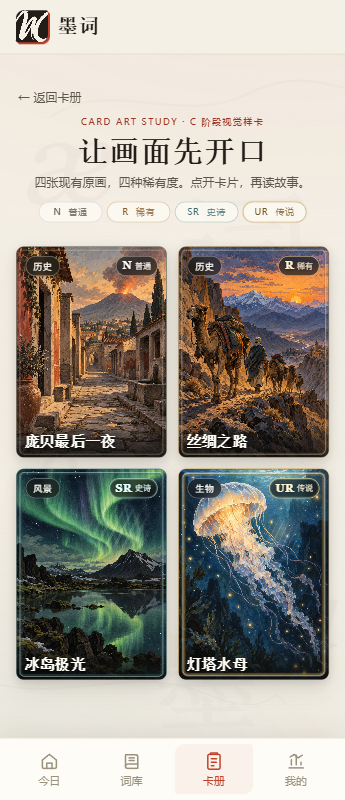 墨词
← 返回卡册
CARD ART STUDY · C 阶段视觉样卡
让画面先开口
四张现有原画，四种稀有度。点开卡片，再读故事。
N 普通 R 稀有 SR 史诗 UR 传说
历史 N 普通
庞贝最后一夜
历史 R 稀有
丝绸之路
风景 SR 史诗
冰岛极光
生物 UR 传说
灯塔水母
今日 词库 卡册 我的